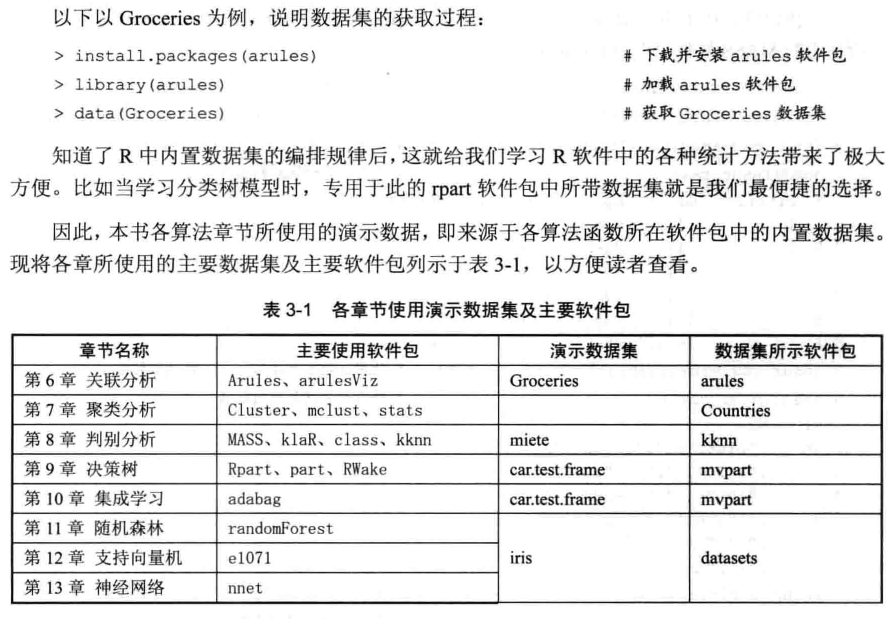 以下以 Groceries 为例，说明数据集的获取过程：
> install.packages(arules) # 下载并安装 arules 软件包
> library(arules) # 加载 arules 软件包
> data(Groceries) # 获取 Groceries 数据集
知道了 R 中内置数据集的编排规律后，这就给我们学习 R 软件中的各种统计方法带来了极大
方便。比如当学习分类树模型时，专用于此的 rpart 软件包中所带数据集就是我们最便捷的选择。
因此，本书各算法章节所使用的演示数据，即来源于各算法函数所在软件包中的内置数据集。
现将各章所使用的主要数据集及主要软件包列示于表 3-1，以方便读者查看。
表 3-1 各章节使用演示数据集及主要软件包
章节名称 主要使用软件包 演示数据集 数据集所示软件包
第 6 章 关联分析 Arules、arulesViz Groceries arules
第 7 章 聚类分析 Cluster、mclust、stats Countries
第 8 章 判别分析 MASS、klaR、class、kknn miete kknn
第 9 章 决策树 Rpart、part、RWake car.test.frame mvpart
第 10 章 集成学习 adabag car.test.frame mvpart
第 11 章 随机森林 randomForest
第 12 章 支持向量机 e1071 iris datasets
第 13 章 神经网络 nnet